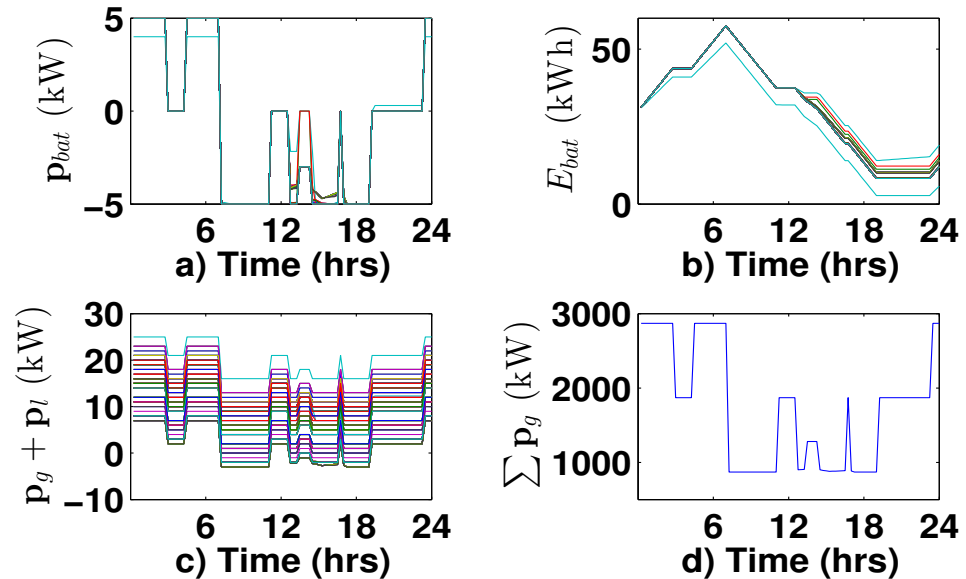 p_bat (kW)
5
0
−5
6 12 18 24
a) Time (hrs)
E_bat (kWh)
50
0
6 12 18 24
b) Time (hrs)
p_g + p_l (kW)
30
20
10
0
−10
6 12 18 24
c) Time (hrs)
∑ p_g (kW)
3000
2000
1000
6 12 18 24
d) Time (hrs)